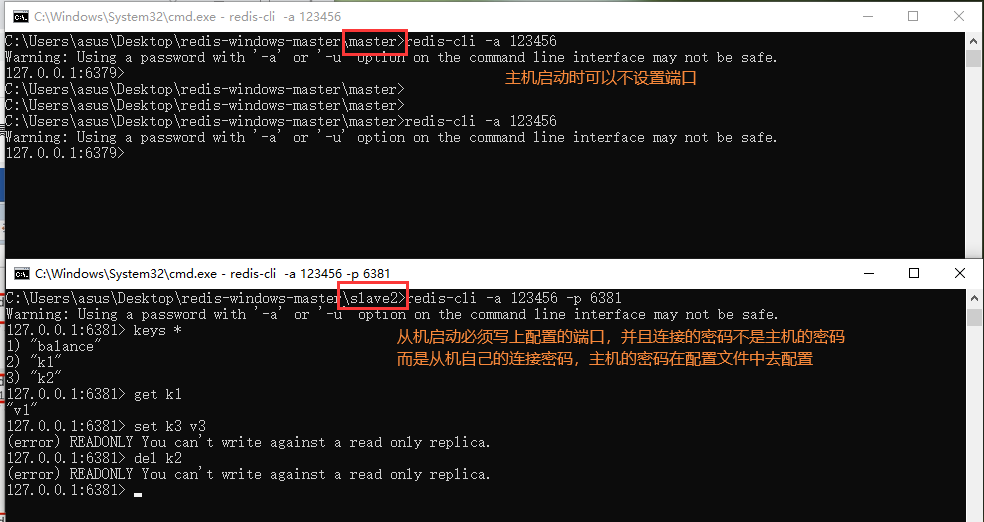 C:\Windows\System32\cmd.exe - redis-cli -a 123456
C:\Users\asus\Desktop\redis-windows-master\master>redis-cli -a 123456
Warning: Using a password with '-a' or '-u' option on the command line interface may not be safe.
127.0.0.1:6379>
主机启动时可以不设置端口
C:\Users\asus\Desktop\redis-windows-master\master>
C:\Users\asus\Desktop\redis-windows-master\master>
C:\Users\asus\Desktop\redis-windows-master\master>redis-cli -a 123456
Warning: Using a password with '-a' or '-u' option on the command line interface may not be safe.
127.0.0.1:6379>
C:\Windows\System32\cmd.exe - redis-cli -a 123456 -p 6381
C:\Users\asus\Desktop\redis-windows-master\slave2>redis-cli -a 123456 -p 6381
Warning: Using a password with '-a' or '-u' option on the command line interface may not be safe.
127.0.0.1:6381> keys *
从机启动必须写上配置的端口，并且连接的密码不是主机的密码
1) "balance"
2) "k1"
而是从机自己的连接密码，主机的密码在配置文件中去配置
3) "k2"
127.0.0.1:6381> get k1
"v1"
127.0.0.1:6381> set k3 v3
(error) READONLY You can't write against a read only replica.
127.0.0.1:6381> del k2
(error) READONLY You can't write against a read only replica.
127.0.0.1:6381>